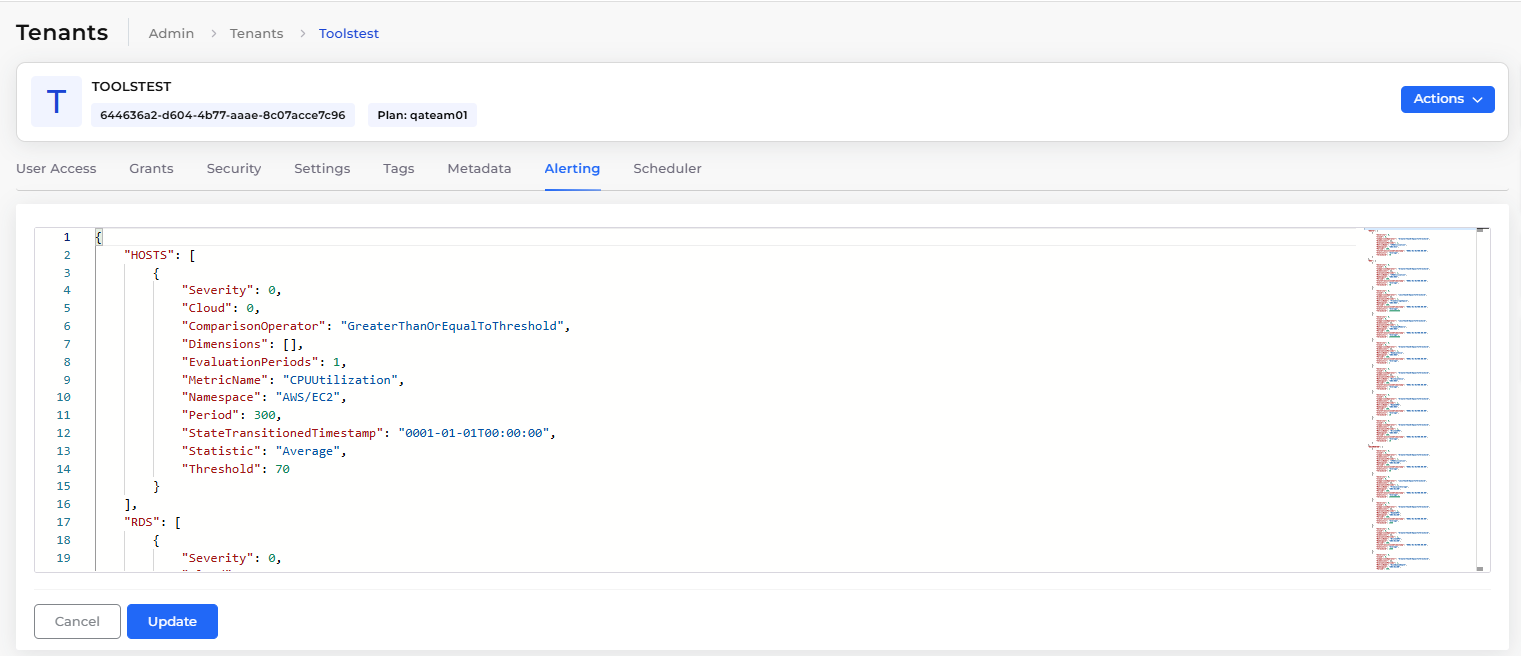 Tenants Admin > Tenants > Toolstest
T
TOOLSTEST
644636a2-d604-4b77-aaae-8c07acce7c96 Plan: qateam01
Actions
User Access Grants Security Settings Tags Metadata Alerting Scheduler
1 {
2 "HOSTS": [
3 {
4 "Severity": 0,
5 "Cloud": 0,
6 "ComparisonOperator": "GreaterThanOrEqualToThreshold",
7 "Dimensions": [],
8 "EvaluationPeriods": 1,
9 "MetricName": "CPUUtilization",
10 "Namespace": "AWS/EC2",
11 "Period": 300,
12 "StateTransitionedTimestamp": "0001-01-01T00:00:00",
13 "Statistic": "Average",
14 "Threshold": 70
15 }
16 ],
17 "RDS": [
18 {
19 "Severity": 0,
Cancel Update